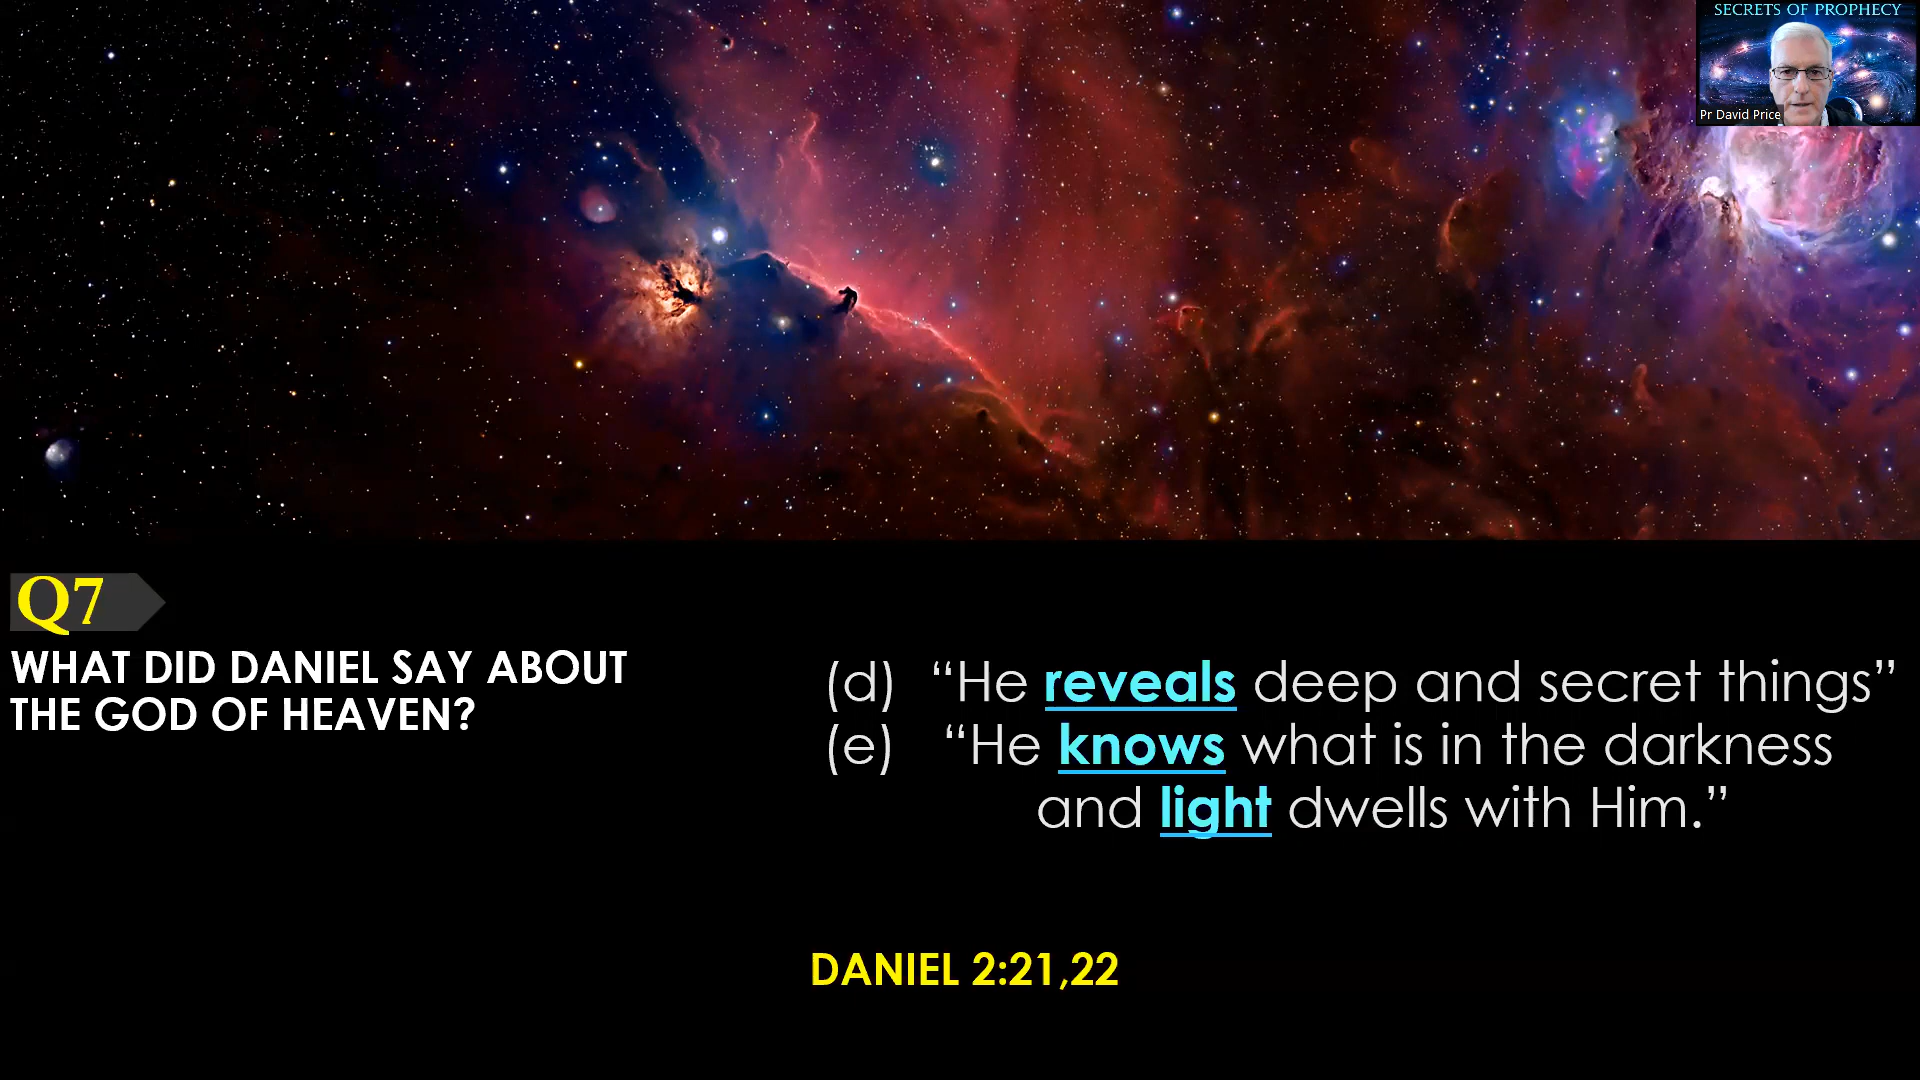 SECRETS OF PROPHECY
Pr David Price
Q7
WHAT DID DANIEL SAY ABOUT
THE GOD OF HEAVEN?
(d) “He reveals deep and secret things”
(e) “He knows what is in the darkness
and light dwells with Him.”
DANIEL 2:21,22